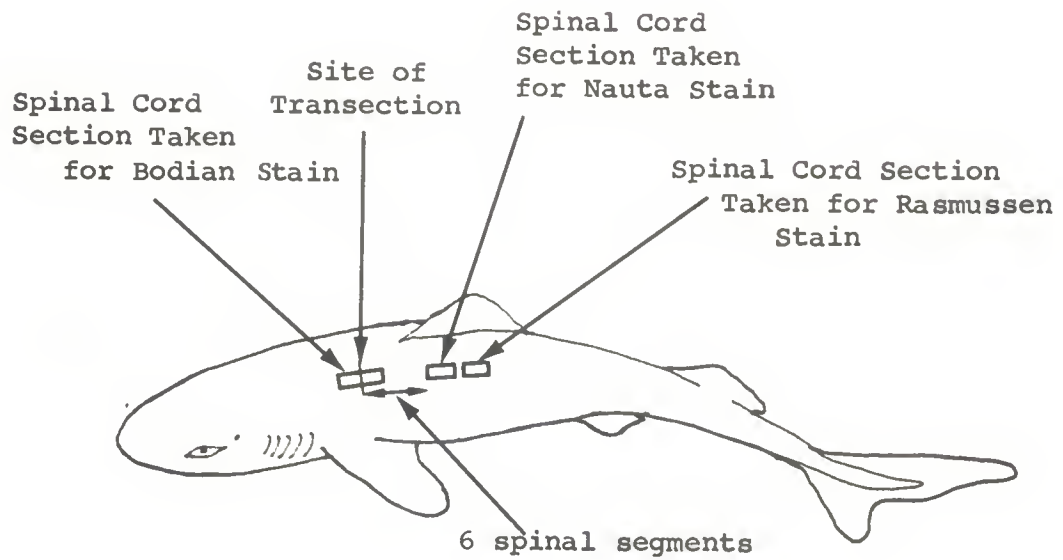 Spinal Cord
Section Taken
for Nauta Stain
Site of
Transection
Spinal Cord
Section Taken
for Bodian Stain
Spinal Cord Section
Taken for Rasmussen
Stain
6 spinal segments